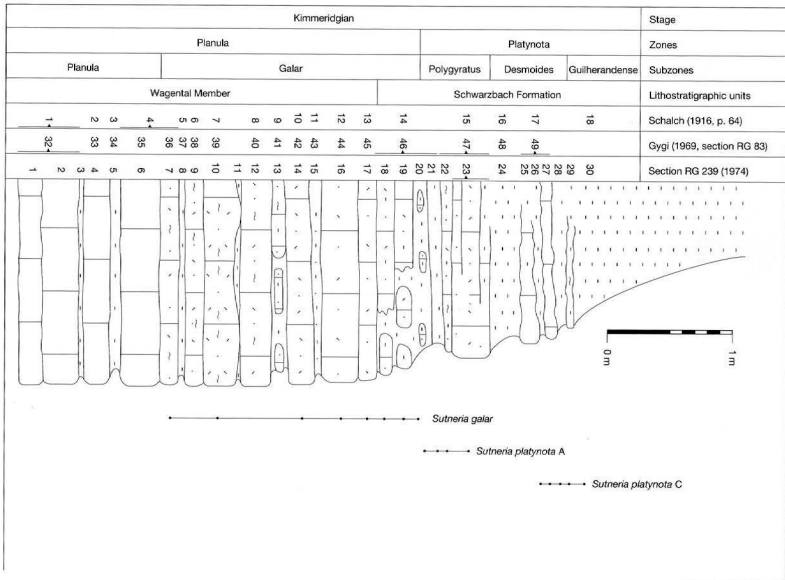 Kimmeridgian Stage
Planula Platynota Zones
Planula Galar Polygyratus Desmoides Guilherandense Subzones
Wagental Member Schwarzbach Formation Lithostratigraphic units
1 2 3 4 5 6 7 8 9 10 11 12 13 14 15 16 17 18 Schalch (1916, p. 64)
32 33 34 35 36 37 38 39 40 41 42 43 44 45 46 47 48 49 Gygi (1969, section RG 83)
1 2 3 4 5 6 7 8 9 10 11 12 13 14 15 16 17 18 19 20 21 22 23 24 25 26 27 28 29 30 Section RG 239 (1974)
0 m 1 m
Sutneria galar
Sutneria platynota A
Sutneria platynota C